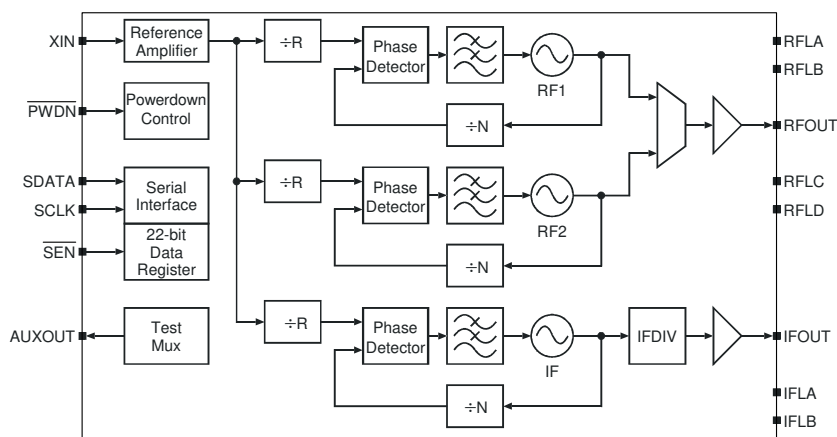 XIN
Reference
Amplifier
÷R
Phase
Detector
RF1
÷N
RFLA
RFLB
PWDN
Powerdown
Control
RFOUT
SDATA
SCLK
Serial
Interface
÷R
Phase
Detector
RF2
÷N
RFLC
RFLD
SEN
22-bit
Data
Register
AUXOUT
Test
Mux
÷R
Phase
Detector
IF
÷N
IFDIV
IFOUT
IFLA
IFLB